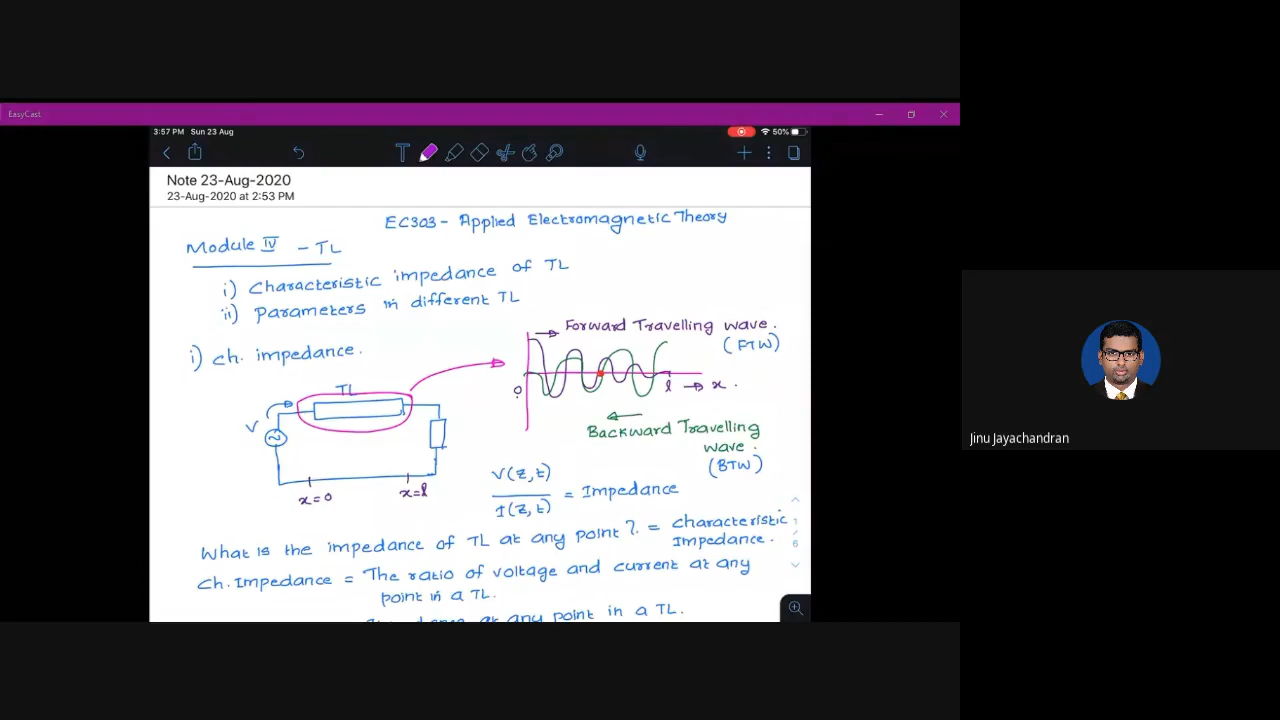 EasyCast
3:57 PM Sun 23 Aug
50%
T
Note 23-Aug-2020
23-Aug-2020 at 2:53 PM
EC303 - Applied Electromagnetic Theory
Module IV - TL
i) Characteristic impedance of TL
ii) Parameters in different TL
Forward Travelling wave.
(FTW)
i) ch. impedance.
0
l → x.
TL
V
Backward Travelling
wave.
(BTW)
x=0
x=l
V(z,t)
I(z,t)
= Impedance
What is the impedance of TL at any point? = characteristic
Impedance.
1
/
6
Ch. Impedance = The ratio of voltage and current at any
point in a TL.
at any point in a TL.
Jinu Jayachandran